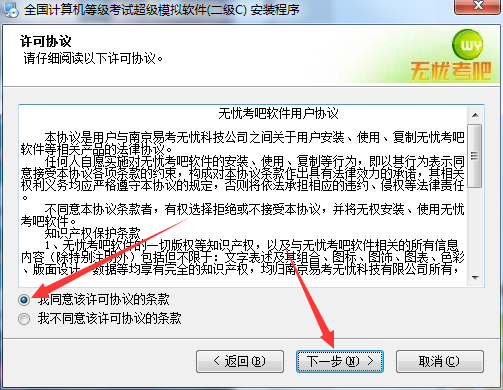 全国计算机等级考试超级模拟软件(二级C) 安装程序
许可协议
请仔细阅读以下许可协议。
wy
无忧考吧
无忧考吧软件用户协议
本协议是用户与南京易考无忧科技公司之间关于用户安装、使用、复制无忧考吧
软件等相关产品的法律协议。
任何人自愿实施对无忧考吧软件的安装、使用、复制等行为，即以其行为表示同
意接受本协议各项条款的约束，构成对本协议条款作出具有法律效力的承诺，其相关
权利义务均应严格遵守本协议的规定，否则将依法承担相应的违约、侵权等法律责任
。
不同意本协议条款者，有权选择拒绝或不接受本协议，并将无权安装、使用无忧
考吧软件。
知识产权保护条款
1、无忧考吧软件的一切版权等知识产权，以及与无忧考吧软件相关的所有信息
内容（除特别注明外）包括但不限于：文字表述及其组合、图标、图饰、图表、色彩
、版面设计、数据等均享有完全的知识产权，均归南京易考无忧科技有限公司所有，
我同意该许可协议的条款
我不同意该许可协议的条款
< 返回(B)
下一步(N) >
取消(C)